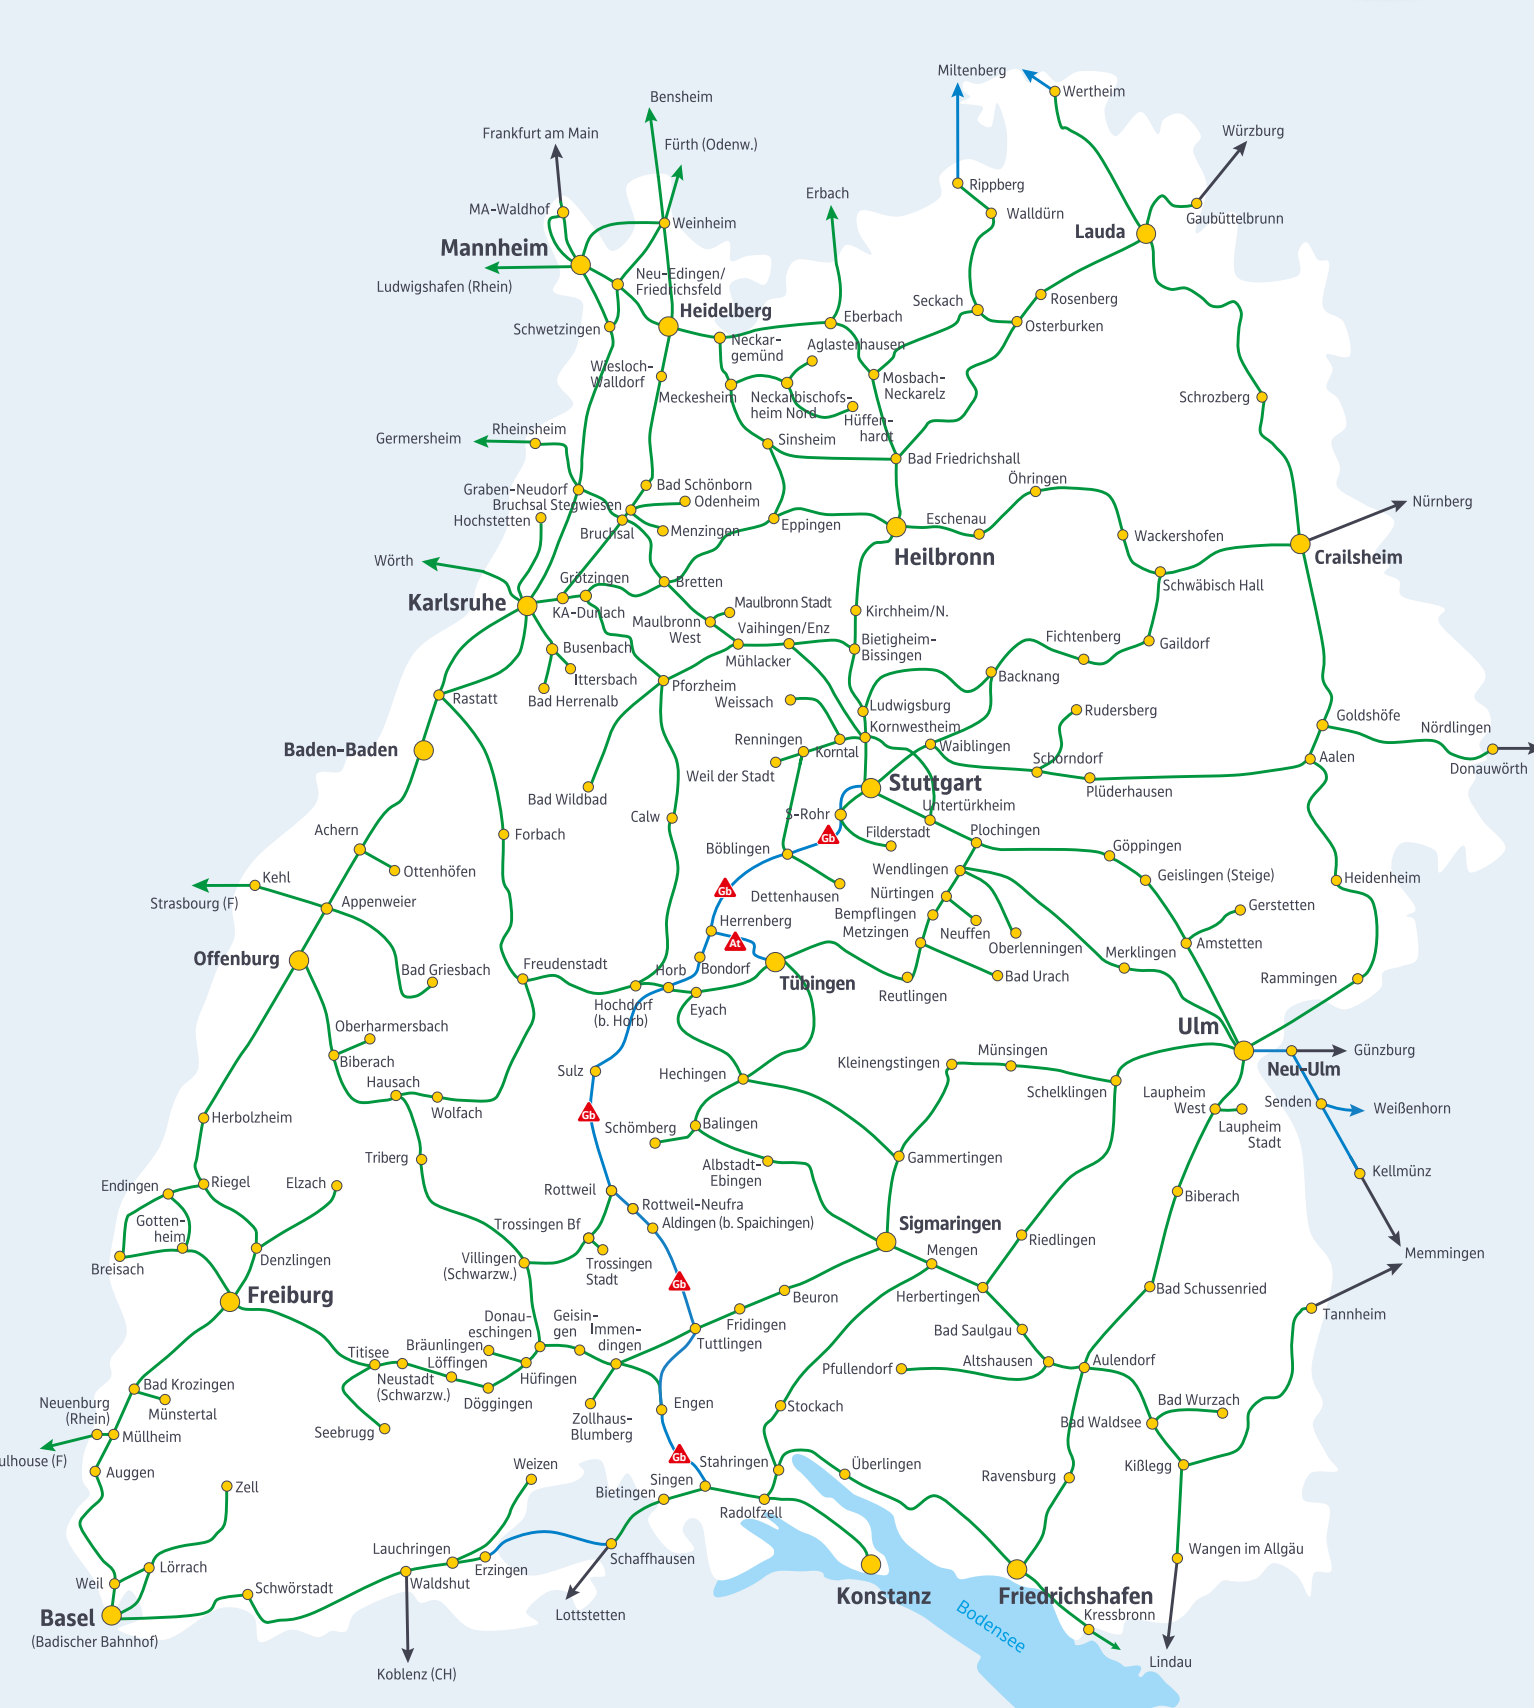 Miltenberg
Wertheim
Bensheim
Frankfurt am Main
Fürth (Odenw.)
Würzburg
Rippberg
Erbach
MA-Waldhof
Walldürn
Gaubüttelbrunn
Weinheim
Lauda
Mannheim
Neu-Edingen/
Friedrichsfeld
Ludwigshafen (Rhein)
Seckach
Rosenberg
Heidelberg
Eberbach
Osterburken
Schwetzingen
Neckar-
gemünd
Aglasterhausen
Wiesloch-
Walldorf
Mosbach-
Neckarelz
Meckesheim
Neckarbischofs-
heim Nord
Schrozberg
Hüffen-
hardt
Rheinsheim
Germersheim
Sinsheim
Bad Friedrichshall
Öhringen
Graben-Neudorf
Bad Schönborn
Bruchsal Stegwiesen
Odenheim
Nürnberg
Hochstetten
Eschenau
Bruchsal
Menzingen
Eppingen
Wackershofen
Heilbronn
Crailsheim
Wörth
Grötzingen
Bretten
Schwäbisch Hall
Karlsruhe
KA-Durlach
Maulbronn Stadt
Kirchheim/N.
Maulbronn
West
Vaihingen/Enz
Bietigheim-
Bissingen
Fichtenberg
Gaildorf
Busenbach
Mühlacker
Ittersbach
Pforzheim
Backnang
Rastatt
Bad Herrenalb
Weissach
Ludwigsburg
Rudersberg
Goldshöfe
Nördlingen
Kornwestheim
Baden-Baden
Renningen
Korntal
Waiblingen
Schorndorf
Aalen
Donauwörth
Weil der Stadt
Stuttgart
Plüderhausen
Bad Wildbad
Untertürkheim
Calw
S-Rohr
Achern
Forbach
Filderstadt
Plochingen
Gb
Böblingen
Göppingen
Ottenhöfen
Wendlingen
Geislingen (Steige)
Heidenheim
Kehl
Gb
Dettenhausen
Nürtingen
Strasbourg (F)
Appenweier
Gerstetten
Herrenberg
Bempflingen
Metzingen
Neuffen
At
Oberlenningen
Amstetten
Offenburg
Merklingen
Bad Griesbach
Freudenstadt
Horb
Bondorf
Tübingen
Bad Urach
Rammingen
Reutlingen
Hochdorf
(b. Horb)
Eyach
Oberharmersbach
Ulm
Biberach
Kleinengstingen
Münsingen
Günzburg
Sulz
Hechingen
Neu-Ulm
Hausach
Schelklingen
Laupheim
West
Senden
Weißenhorn
Herbolzheim
Wolfach
Gb
Schömberg
Balingen
Laupheim
Stadt
Triberg
Albstadt-
Ebingen
Gammertingen
Kellmünz
Endingen
Riegel
Elzach
Rottweil
Biberach
Rottweil-Neufra
Gotten-
heim
Trossingen Bf
Aldingen (b. Spaichingen)
Sigmaringen
Riedlingen
Breisach
Denzlingen
Villingen
(Schwarzw.)
Trossingen
Stadt
Mengen
Memmingen
Gb
Freiburg
Beuron
Herbertingen
Bad Schussenried
Donau-
eschingen
Geisin-
gen
Immen-
dingen
Fridingen
Tannheim
Tuttlingen
Bad Saulgau
Titisee
Bräunlingen
Löffingen
Altshausen
Aulendorf
Neustadt
(Schwarzw.)
Hüfingen
Pfullendorf
Bad Krozingen
Döggingen
Münstertal
Neuenburg
(Rhein)
Engen
Stockach
Bad Wurzach
Seebrugg
Zollhaus-
Blumberg
Bad Waldsee
Müllheim
ulhouse (F)
Gb
Auggen
Weizen
Stahringen
Überlingen
Kißlegg
Zell
Singen
Ravensburg
Bietingen
Radolfzell
Lauchringen
Wangen im Allgäu
Lörrach
Erzingen
Schaffhausen
Weil
Waldshut
Schwörstadt
Konstanz
Friedrichshafen
Basel
(Badischer Bahnhof)
Lottstetten
Bodensee
Kressbronn
Koblenz (CH)
Lindau